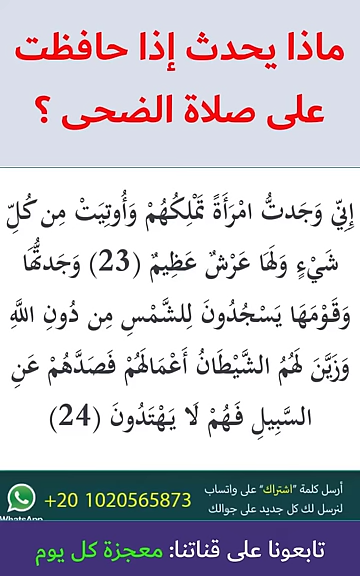 ماذا يحدث إذا حافظت
على صلاة الضحى ؟
إِنِّي وَجَدتُّ امْرَأَةً تَمْلِكُهُمْ وَأُوتِيَتْ مِن كُلِّ
شَيْءٍ وَلَهَا عَرْشٌ عَظِيمٌ (23) وَجَدتُّهَا
وَقَوْمَهَا يَسْجُدُونَ لِلشَّمْسِ مِن دُونِ اللَّهِ
وَزَيَّنَ لَهُمُ الشَّيْطَانُ أَعْمَالَهُمْ فَصَدَّهُمْ عَنِ
السَّبِيلِ فَهُمْ لَا يَهْتَدُونَ (24)
أرسل كلمة "اشتراك" على واتساب
لنرسل لك كل جديد على جوالك
+20 1020565873
WhatsApp
تابعونا على قناتنا: معجزة كل يوم